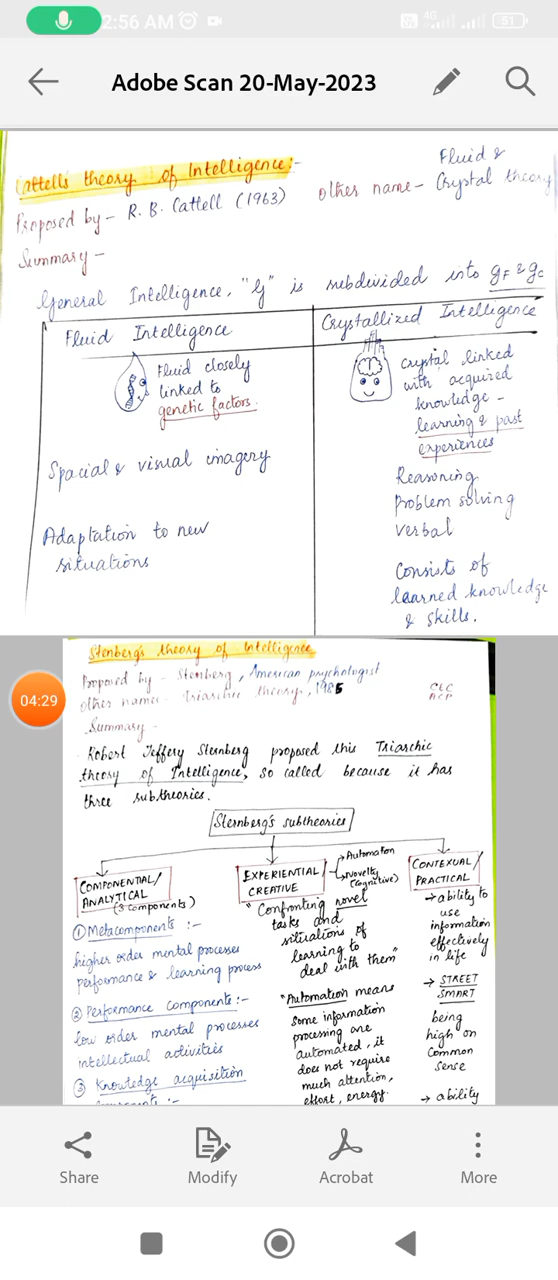 2:56 AM
4G
51
Adobe Scan 20-May-2023
Cattell's theory of Intelligence:-
Proposed by - R. B. Cattell (1963)
other name - Fluid &
Crystal theory
Summary -
General Intelligence, "g" is subdivided into gF & gc
Fluid Intelligence
Fluid closely
linked to
genetic factors.
Spacial & visual imagery
Adaptation to new
situations
Crystallized Intelligence
Crystal linked
with acquired
knowledge -
learning & past
experiences
Reasoning
Problem solving
verbal
Consists of
learned knowledge
& skills.
Stenberg's theory of Intelligence
Proposed by - Stenberg, American psychologist
other name - Triarchic theory, 1985
CLC
ACP
Summary -
Robert Jeffery Sternberg proposed this Triarchic
theory of Intelligence, so called because it has
three subtheories.
Sternberg's subtheories
COMPONENTIAL/
ANALYTICAL
(3 components)
① Metacomponents :-
higher order mental processes
performance & learning process
② Performance components:-
low order mental processes
intellectual activities
③ Knowledge acquisition
EXPERIENTIAL
CREATIVE
Automation
Novelty
(cognitive)
"Confronting novel
tasks and
situations of
learning to
deal with them"
"Automation means
some information
processing are
automated, it
does not require
much attention,
effort, energy.
CONTEXUAL/
PRACTICAL
→ ability to
use
information
effectively
in life
→ STREET
SMART
being
high on
common
sense
→ ability
04:29
Share
Modify
Acrobat
More